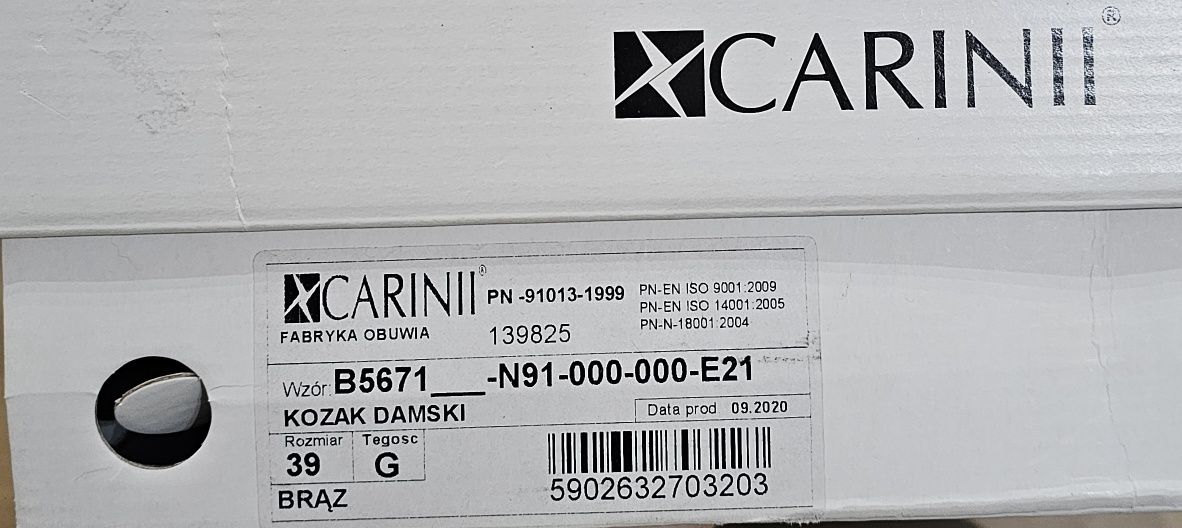 CARINII®
CARINII®
FABRYKA OBUWIA
PN -91013-1999
139825
PN-EN ISO 9001:2009
PN-EN ISO 14001:2005
PN-N-18001:2004
Wzór: B5671___-N91-000-000-E21
KOZAK DAMSKI
Data prod 09.2020
Rozmiar Tęgosc
39 G
BRĄZ
5902632703203